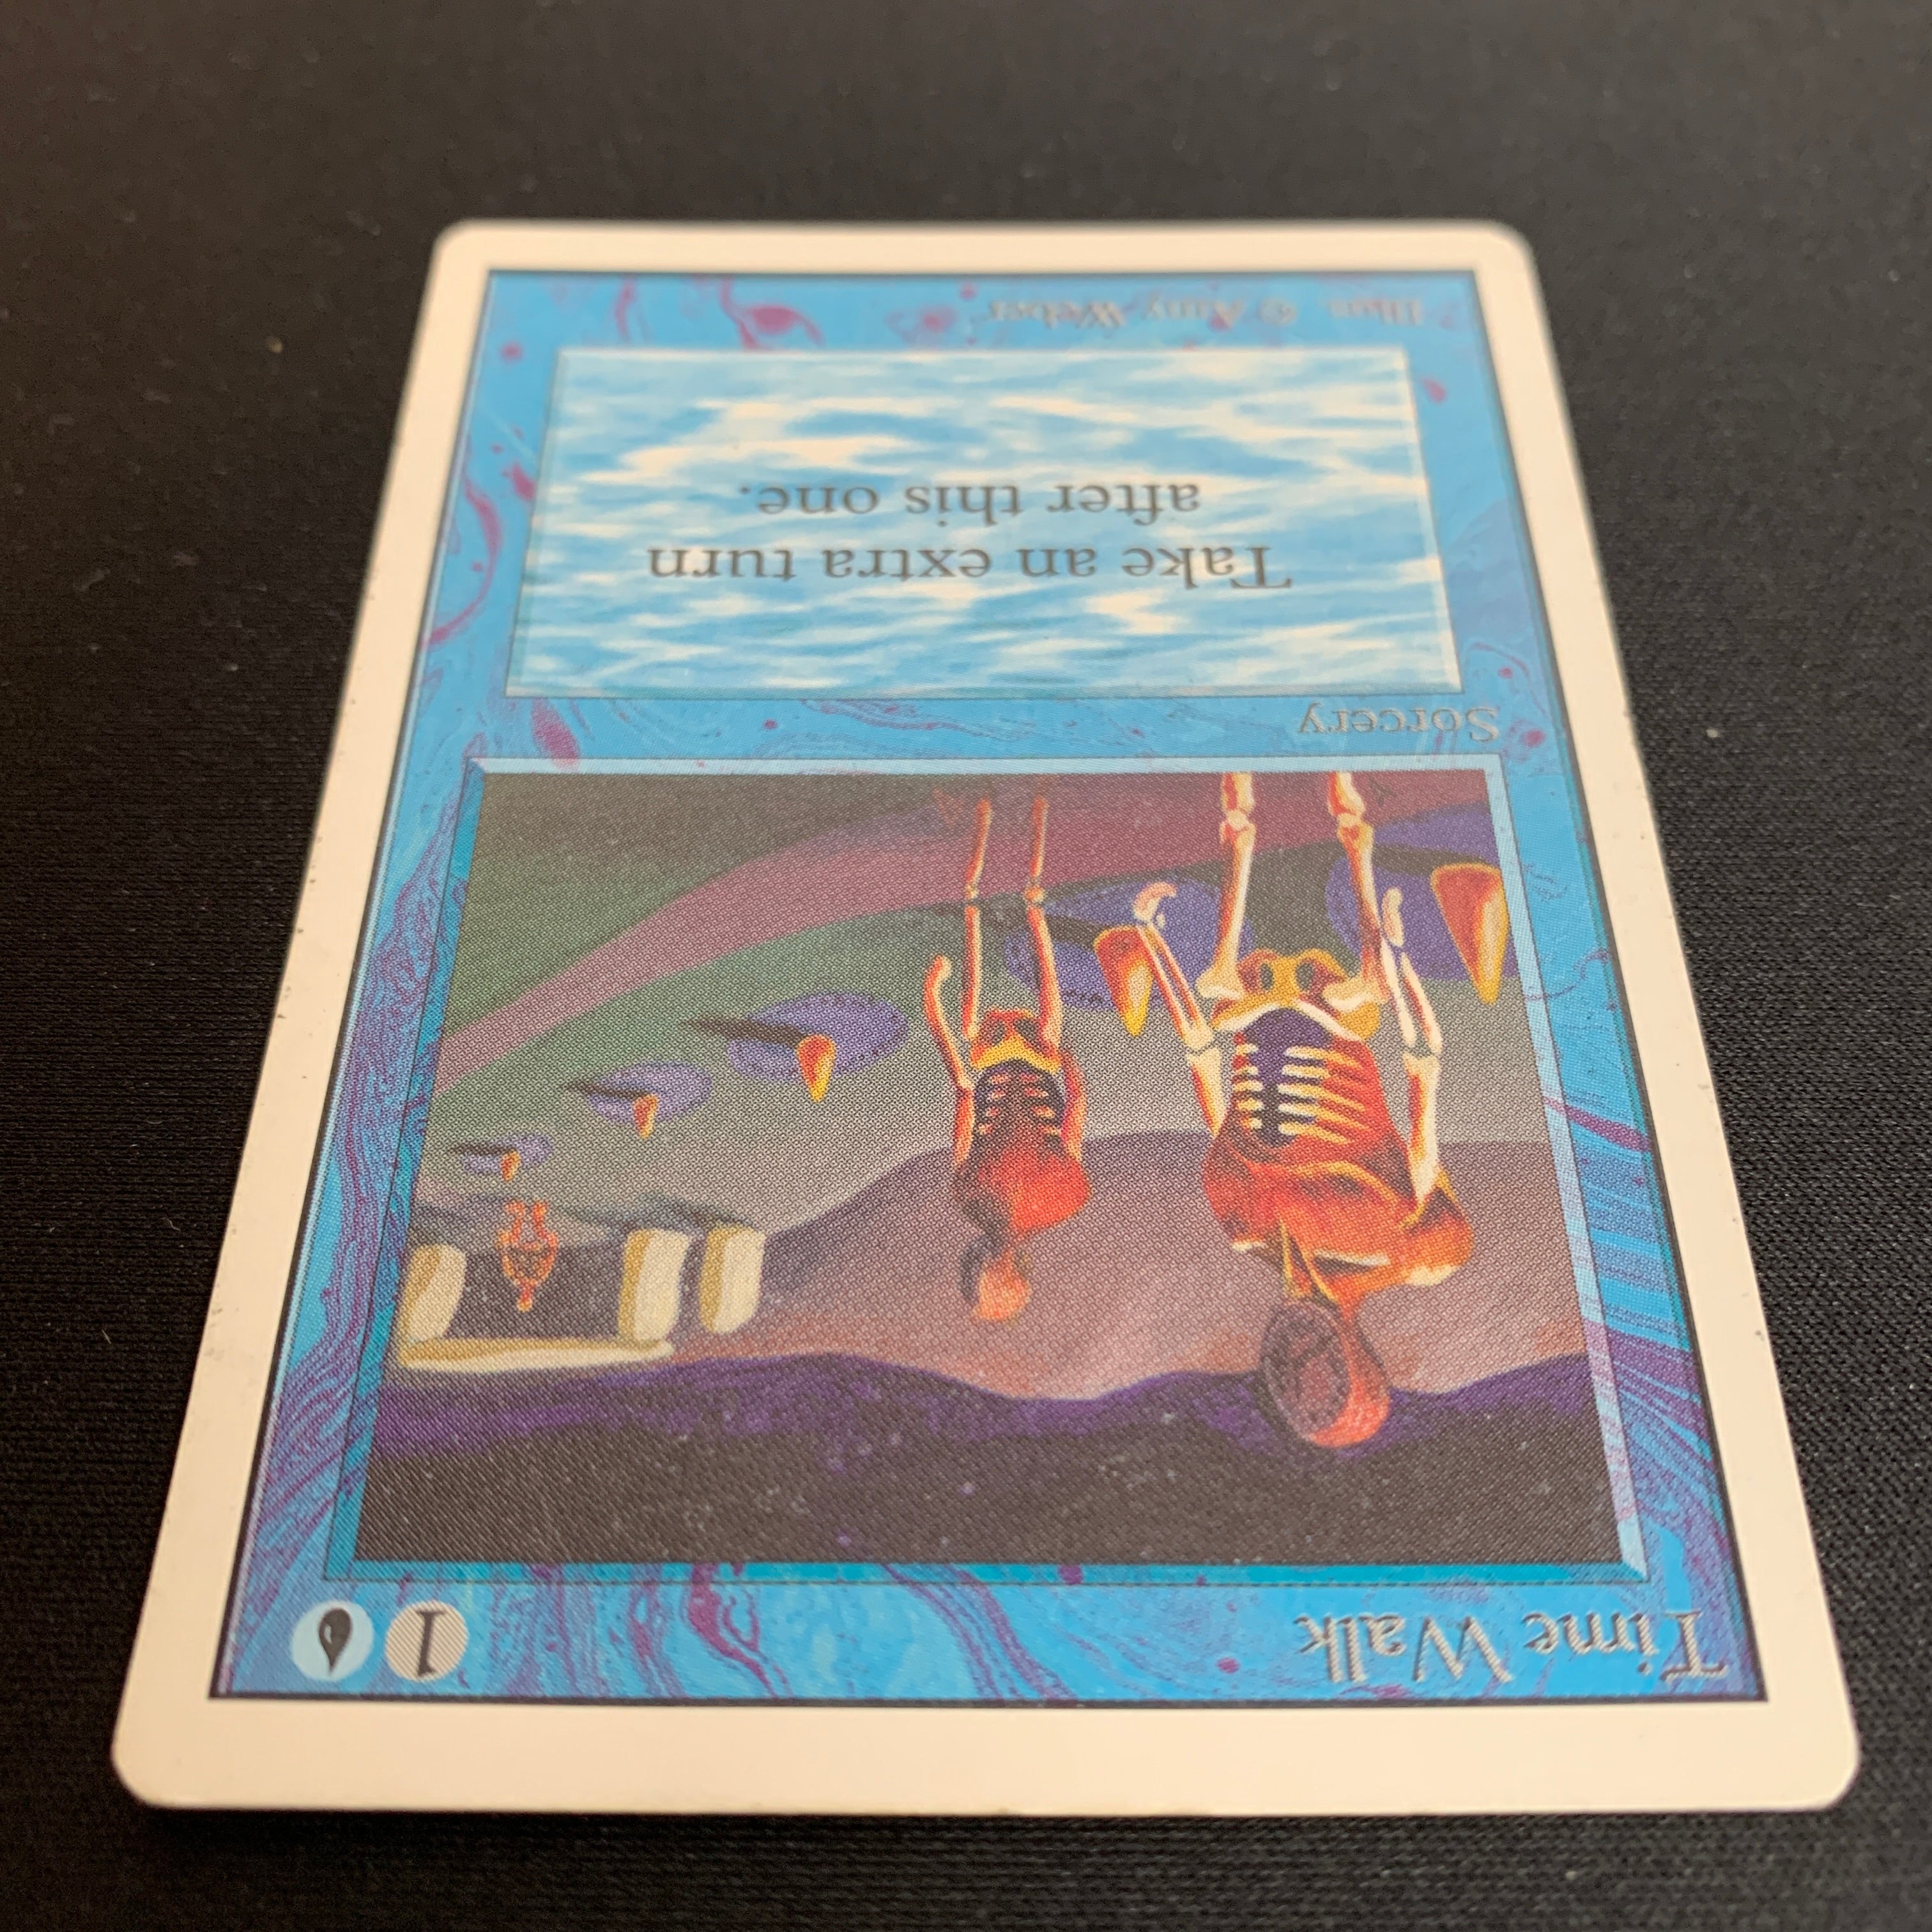 Time Walk
1
Sorcery
Take an extra turn
after this one.
Illus. © Amy Weber